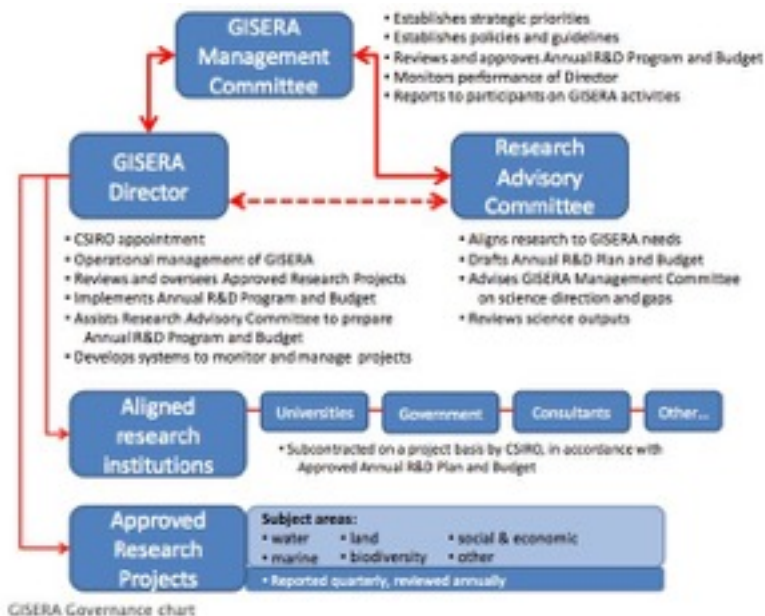 GISERA
Management
Committee
• Establishes strategic priorities
• Establishes policies and guidelines
• Reviews and approves Annual R&D Program and Budget
• Monitors performance of Director
• Reports to participants on GISERA activities
GISERA
Director
Research
Advisory
Committee
• CSIRO appointment
• Operational management of GISERA
• Reviews and oversees Approved Research Projects
• Implements Annual R&D Program and Budget
• Assists Research Advisory Committee to prepare
Annual R&D Program and Budget
• Develops systems to monitor and manage projects
• Aligns research to GISERA needs
• Drafts Annual R&D Plan and Budget
• Advises GISERA Management Committee
on science direction and gaps
• Reviews science outputs
Aligned
research
institutions
Universities
Government
Consultants
Other...
• Subcontracted on a project basis by CSIRO, in accordance with
Approved Annual R&D Plan and Budget
Approved
Research
Projects
Subject areas:
• water • land • social & economic
• marine • biodiversity • other
• Reported quarterly, reviewed annually
GISERA Governance chart